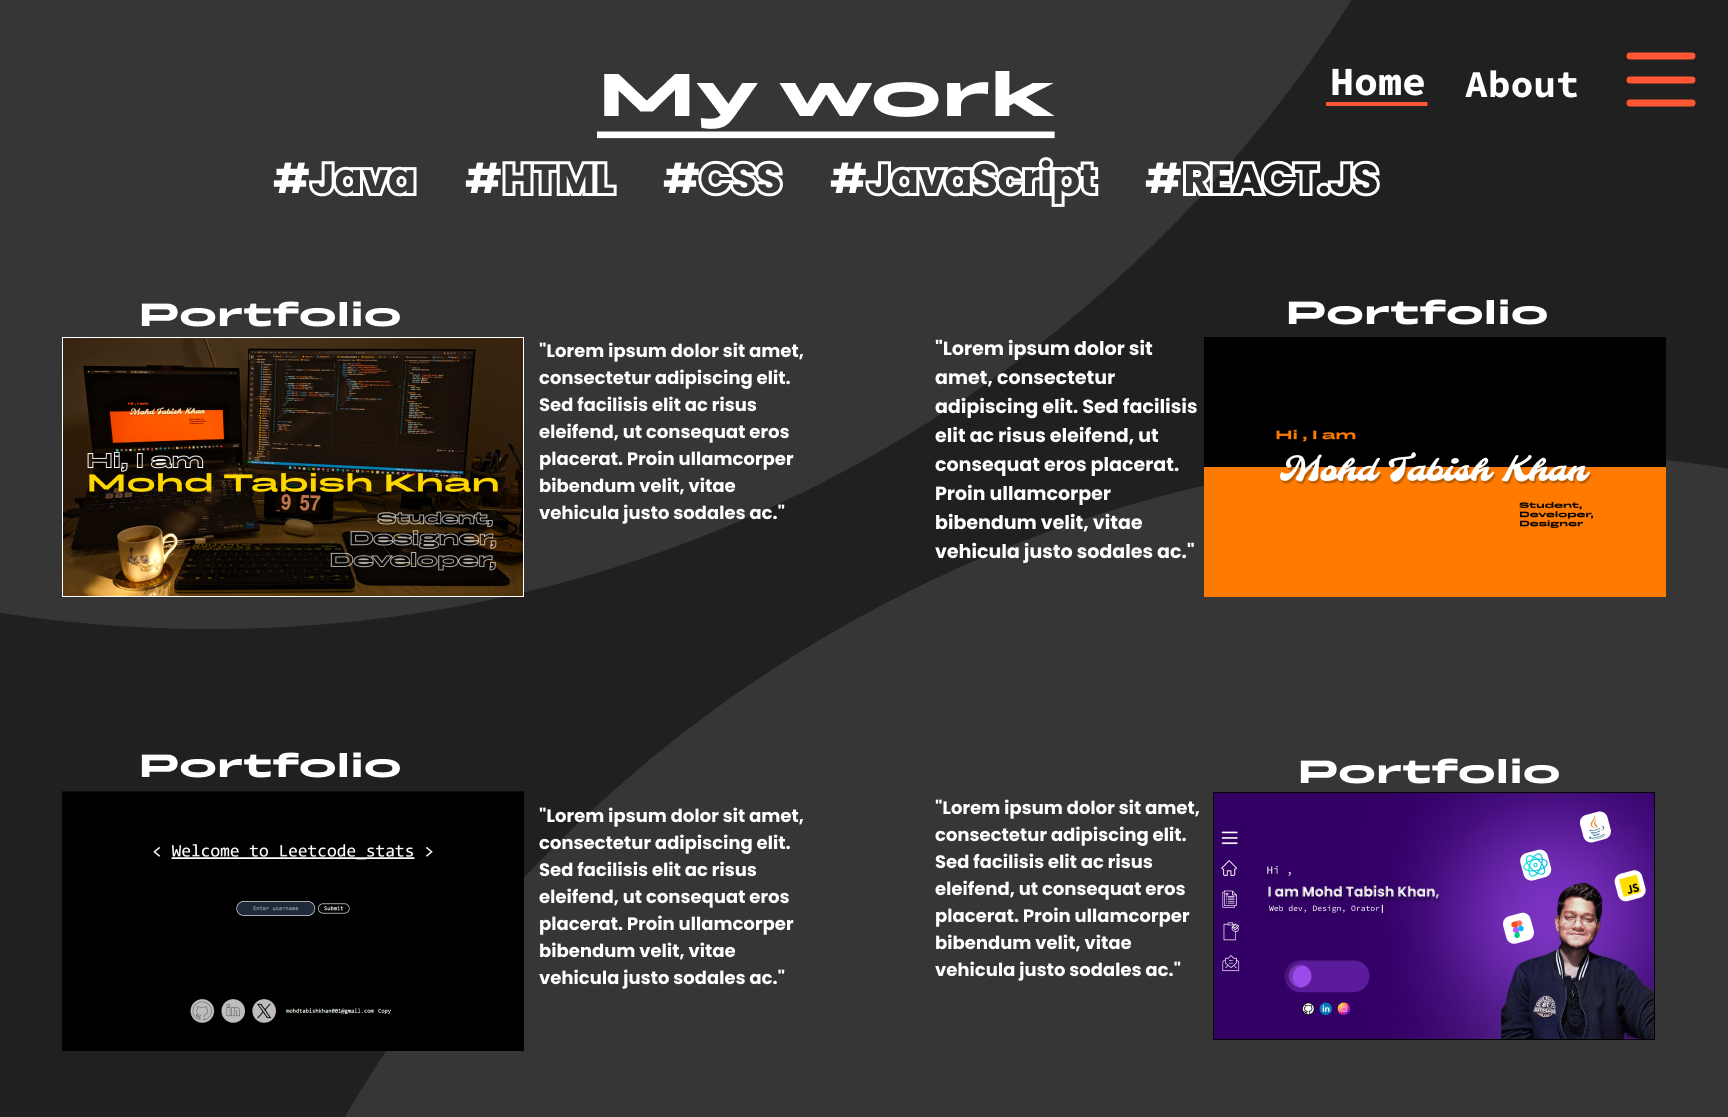 My work
Home
About
#Java #HTML #CSS #JavaScript #REACT.JS
Portfolio
Hi, I am
Mohd Tabish Khan
Hi, I am
Mohd Tabish Khan
9 57
Student,
Designer,
Developer,
"Lorem ipsum dolor sit amet,
consectetur adipiscing elit.
Sed facilisis elit ac risus
eleifend, ut consequat eros
placerat. Proin ullamcorper
bibendum velit, vitae
vehicula justo sodales ac."
"Lorem ipsum dolor sit
amet, consectetur
adipiscing elit. Sed facilisis
elit ac risus eleifend, ut
consequat eros placerat.
Proin ullamcorper
bibendum velit, vitae
vehicula justo sodales ac."
Portfolio
Hi , I am
Mohd Tabish Khan
Student,
Developer,
Designer
Portfolio
< Welcome to Leetcode_stats >
Enter username
Submit
in
X
mohdtabishkhan001@gmail.com Copy
"Lorem ipsum dolor sit amet,
consectetur adipiscing elit.
Sed facilisis elit ac risus
eleifend, ut consequat eros
placerat. Proin ullamcorper
bibendum velit, vitae
vehicula justo sodales ac."
"Lorem ipsum dolor sit amet,
consectetur adipiscing elit.
Sed facilisis elit ac risus
eleifend, ut consequat eros
placerat. Proin ullamcorper
bibendum velit, vitae
vehicula justo sodales ac."
Portfolio
Hi ,
I am Mohd Tabish Khan,
Web dev, Design, Orator|
JS
in